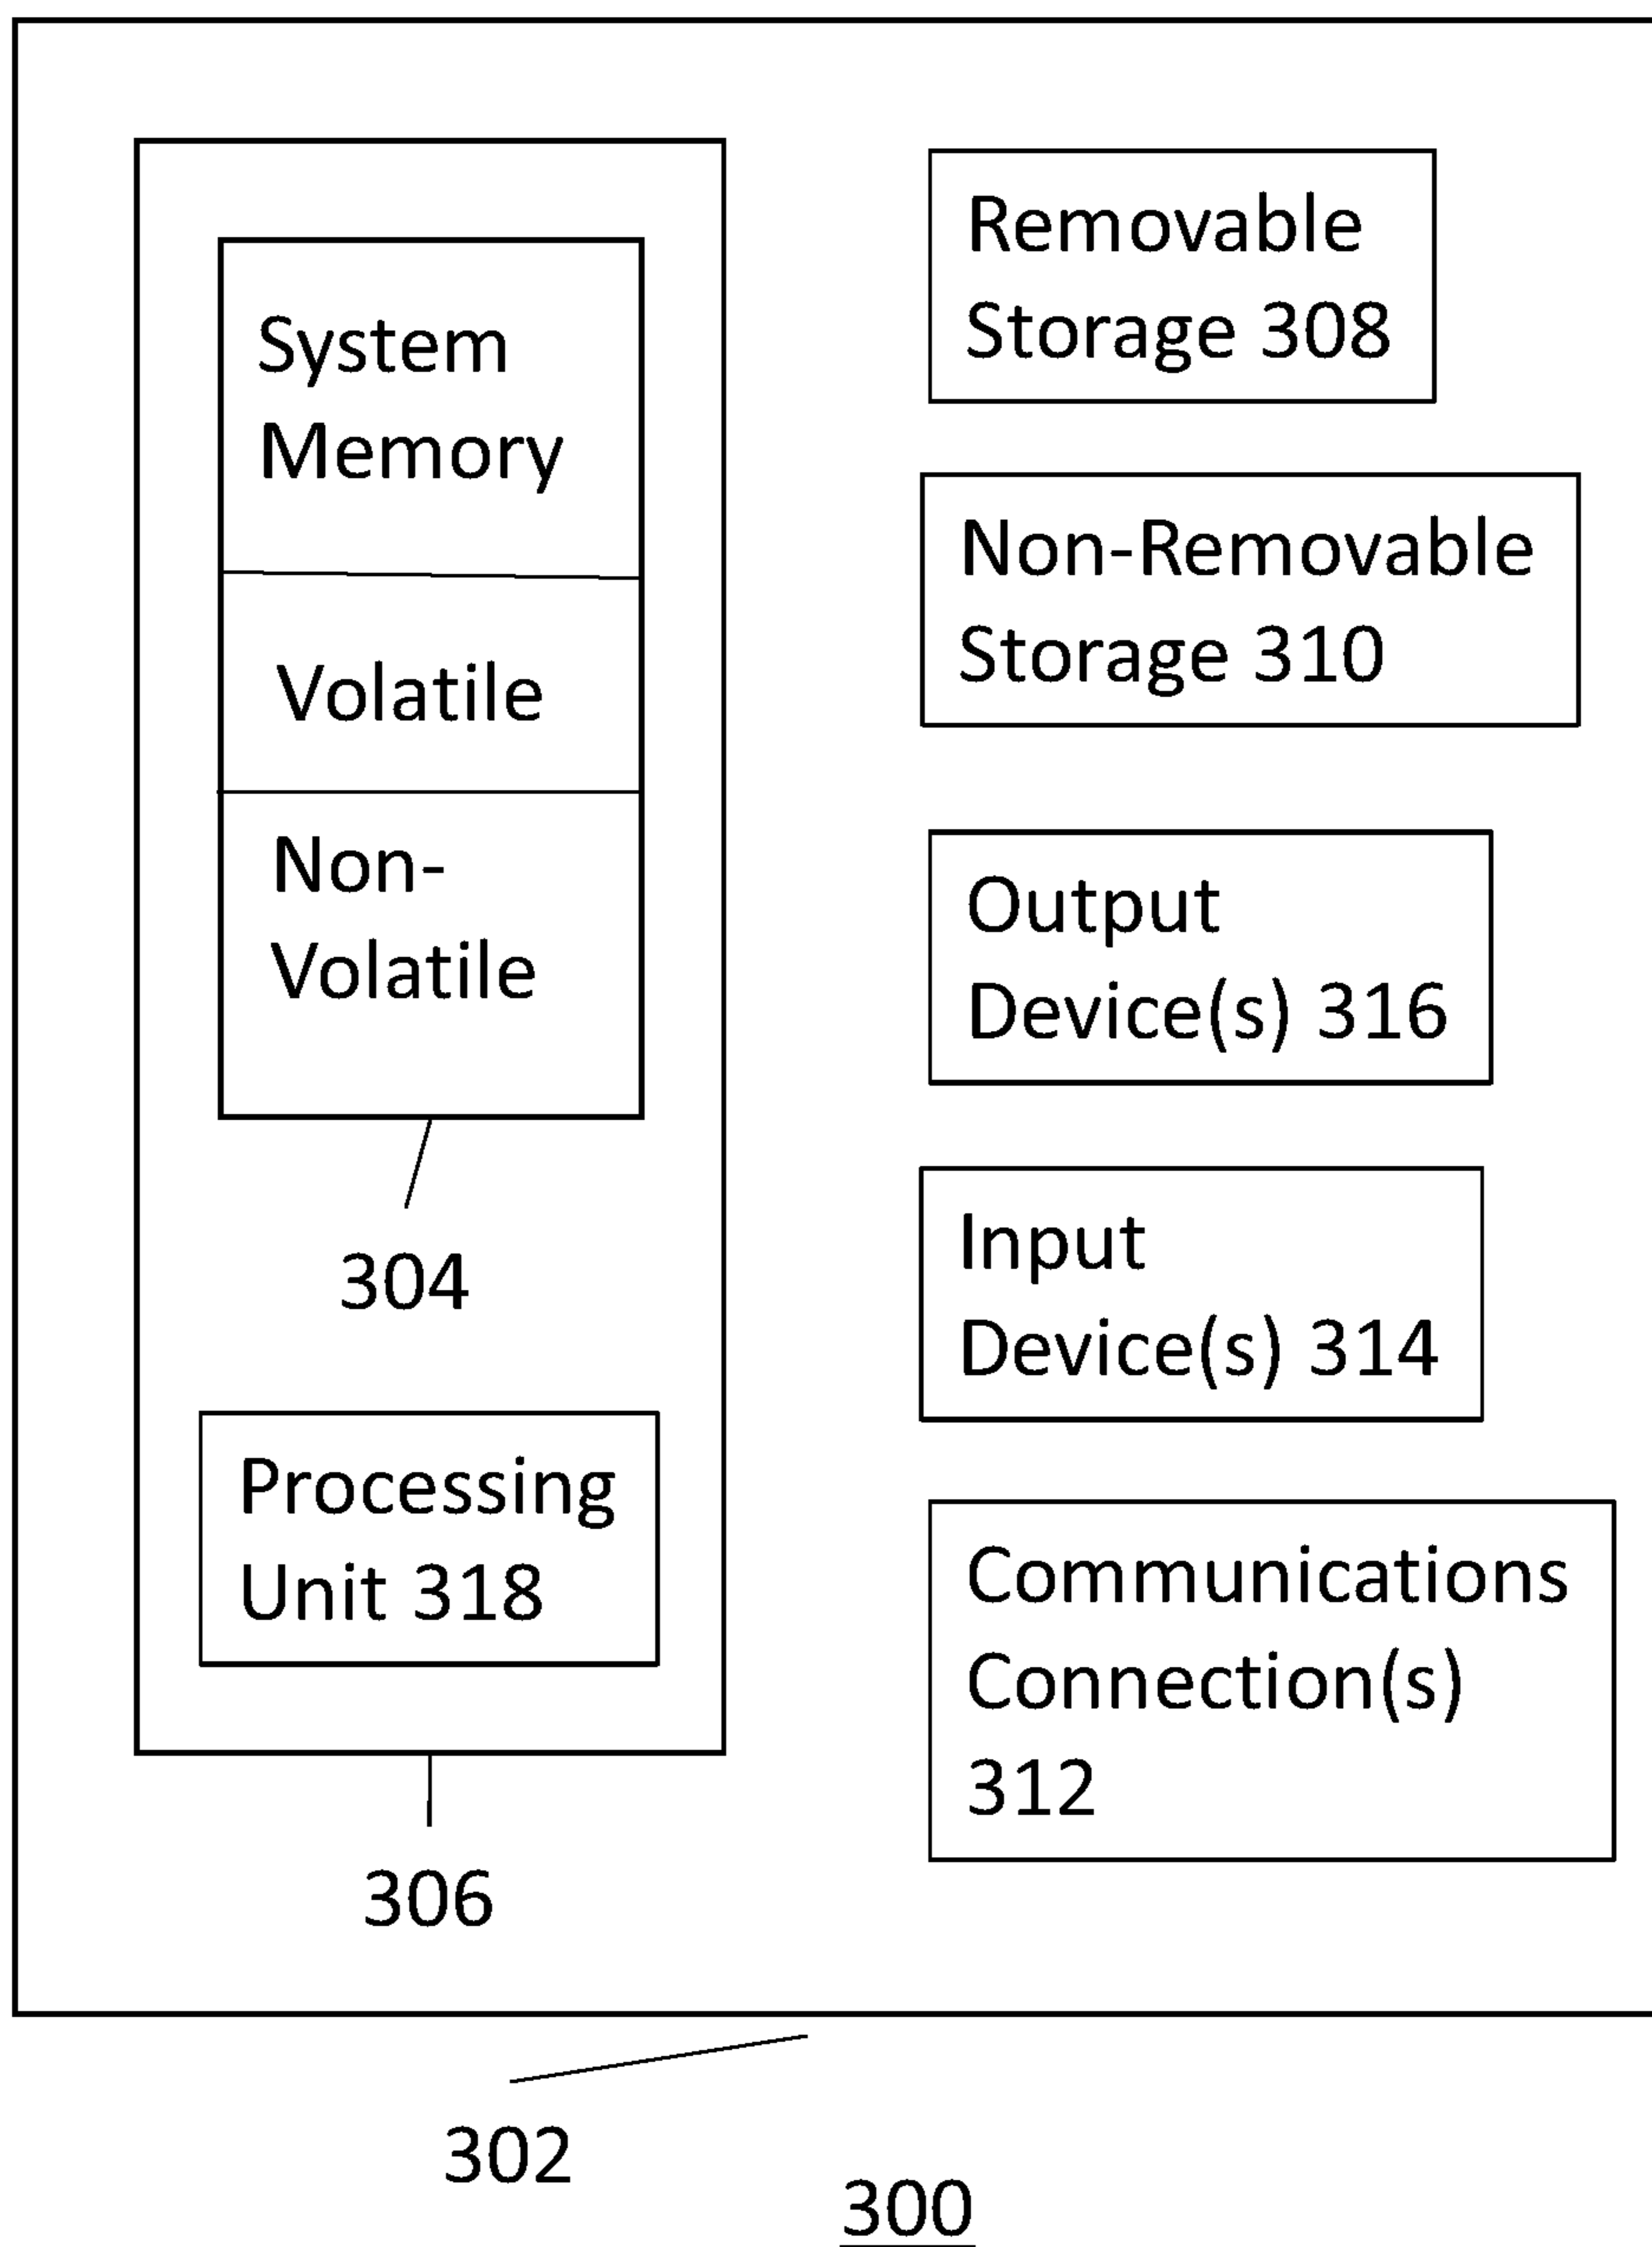 System
Memory
Volatile
Non-
Volatile
304
Processing
Unit 318
306
Removable
Storage 308
Non-Removable
Storage 310
Output
Device(s) 316
Input
Device(s) 314
Communications
Connection(s)
312
302
300